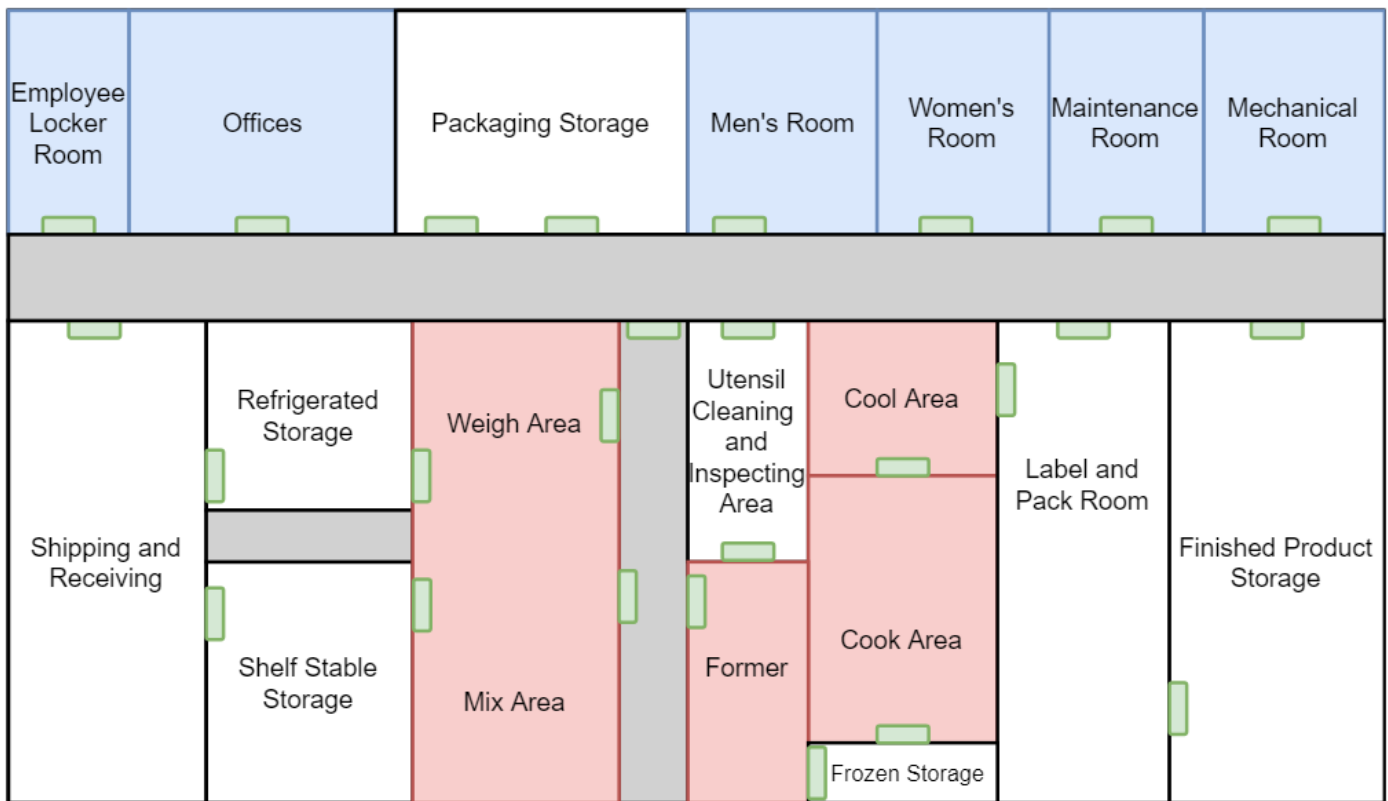 Employee
Locker
Room
Offices
Packaging Storage
Men's Room
Women's
Room
Maintenance
Room
Mechanical
Room
Shipping and
Receiving
Refrigerated
Storage
Shelf Stable
Storage
Weigh Area
Mix Area
Utensil
Cleaning
and
Inspecting
Area
Former
Cool Area
Cook Area
Frozen Storage
Label and
Pack Room
Finished Product
Storage